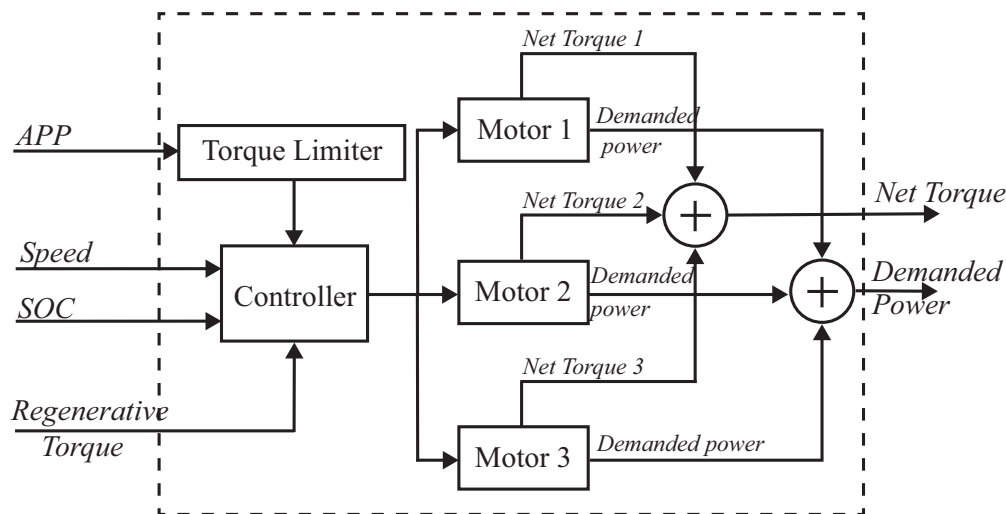 Net Torque 1
APP
Torque Limiter
Motor 1
Demanded
power
Net Torque 2
Net Torque
Speed
SOC
Controller
Motor 2
Demanded
power
Demanded
Power
Net Torque 3
Regenerative
Torque
Motor 3
Demanded power